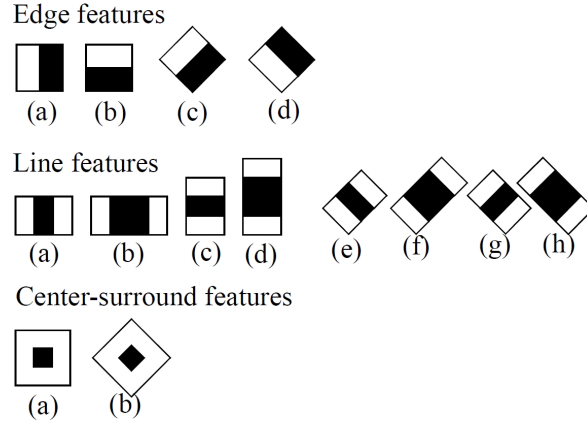 Edge features
(a) (b) (c) (d)
Line features
(a) (b) (c) (d) (e) (f) (g) (h)
Center-surround features
(a) (b)